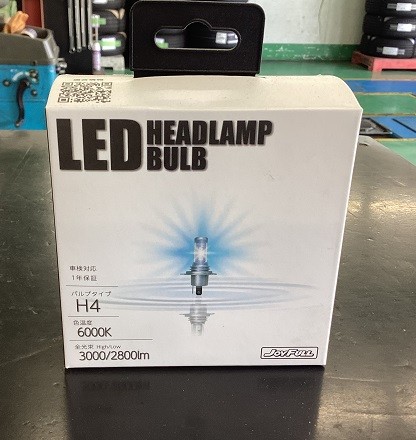 LED HEADLAMP
BULB
車検対応
1年保証
バルブタイプ
H4
色温度
6000K
全光束 High/Low
3000/2800lm
JOYFULL